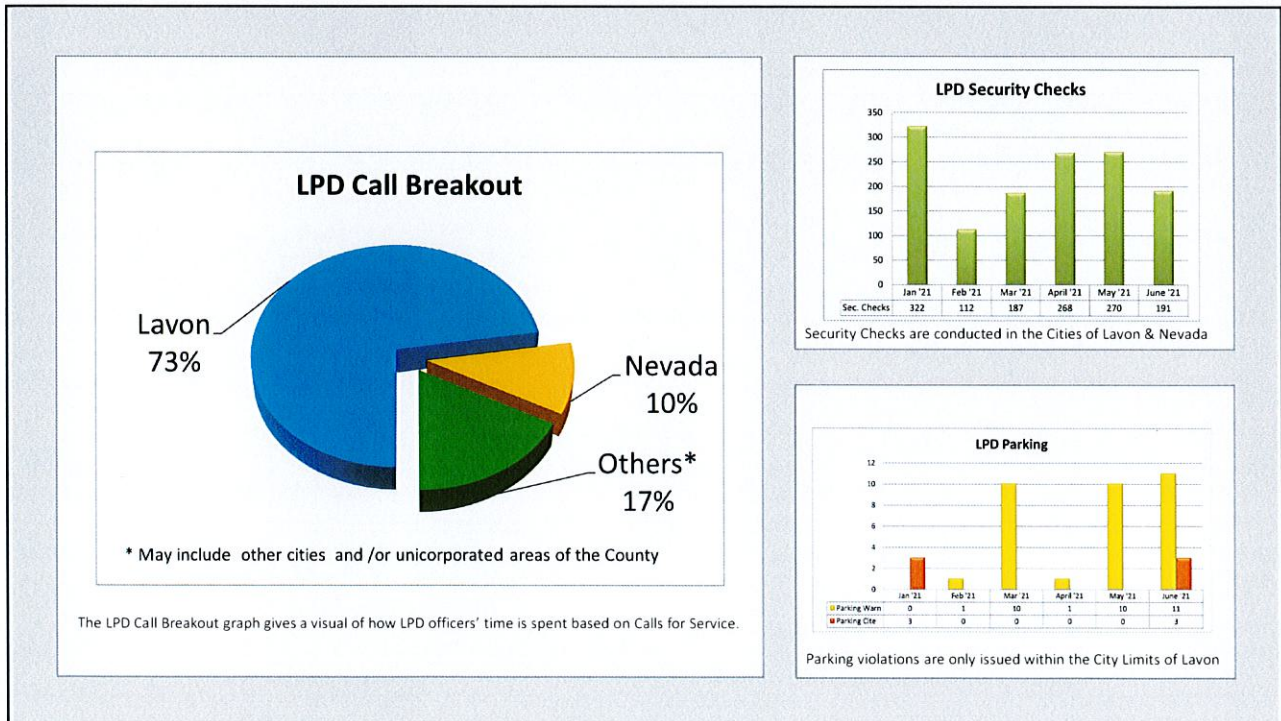 LPD Call Breakout
Lavon
73%
Nevada
10%
Others*
17%
* May include other cities and /or unicorporated areas of the County
The LPD Call Breakout graph gives a visual of how LPD officers' time is spent based on Calls for Service.
LPD Security Checks
350
300
250
200
150
100
50
0
Jan '21 Feb '21 Mar '21 April '21 May '21 June '21
Sec. Checks 322 112 187 268 270 191
Security Checks are conducted in the Cities of Lavon & Nevada
LPD Parking
12
10
8
6
4
2
0
Jan '21 Feb '21 Mar '21 April '21 May '21 June '21
Parking Warn 0 1 10 1 10 11
Parking Cite 3 0 0 0 0 3
Parking violations are only issued within the City Limits of Lavon